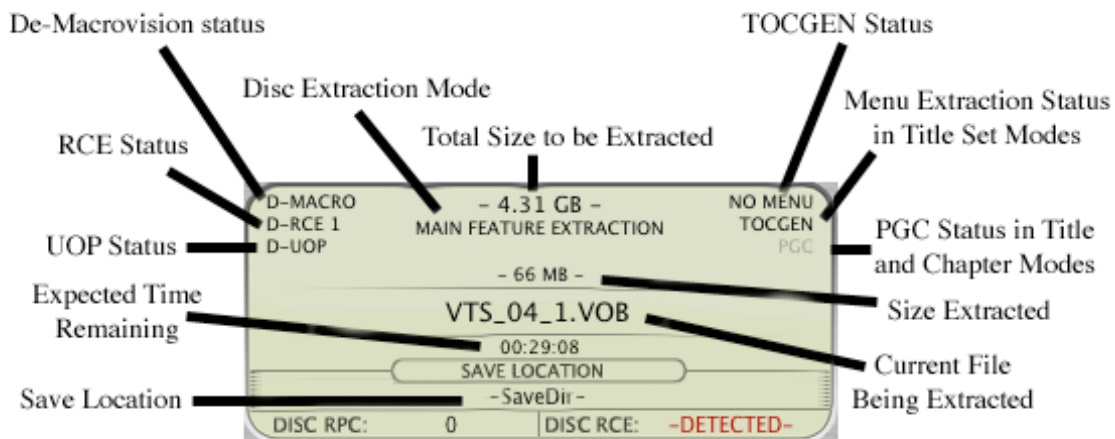 De-Macrovision status
TOCGEN Status
Disc Extraction Mode
Menu Extraction Status
in Title Set Modes
Total Size to be Extracted
RCE Status
D-MACRO
- 4.31 GB -
NO MENU
D-RCE 1
MAIN FEATURE EXTRACTION
TOCGEN
UOP Status
D-UOP
PGC
PGC Status in Title
and Chapter Modes
- 66 MB -
Expected Time
Remaining
Size Extracted
VTS_04_1.VOB
00:29:08
SAVE LOCATION
Current File
Being Extracted
Save Location
-SaveDir-
DISC RPC: 0
DISC RCE: -DETECTED-